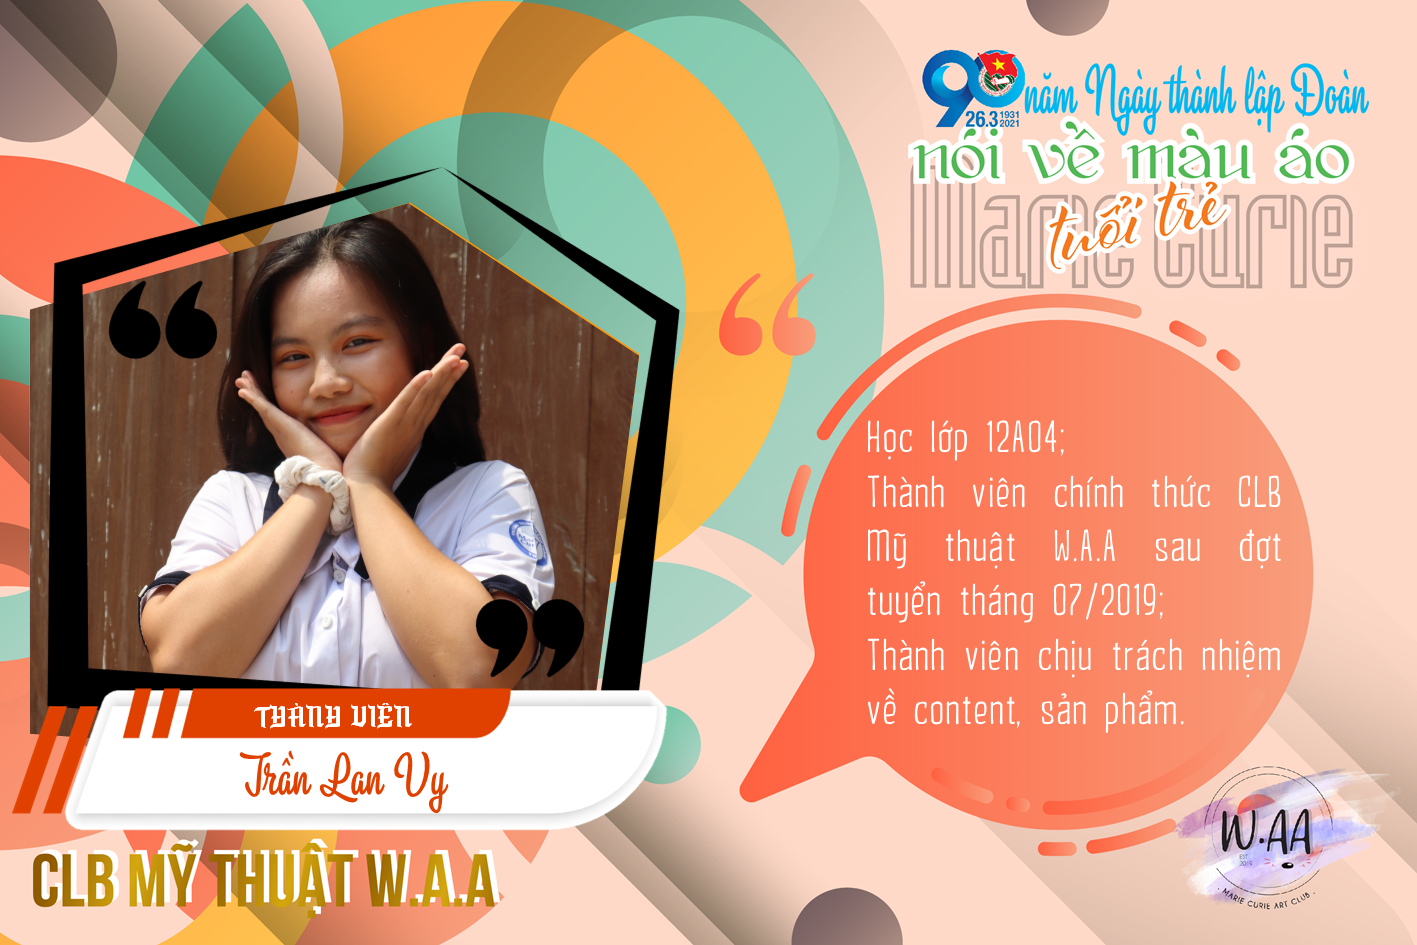 90 năm Ngày thành lập Đoàn
26.3 1931 2021
nói về màu áo
tuổi trẻ
Marie Curie
Học lớp 12A04;
Thành viên chính thức CLB
Mỹ thuật W.A.A sau đợt
tuyển tháng 07/2019;
Thành viên chịu trách nhiệm
về content, sản phẩm.
THÀNH VIÊN
Trần Lan Vy
CLB MỸ THUẬT W.A.A
W.AA
MARIE CURIE ART CLUB